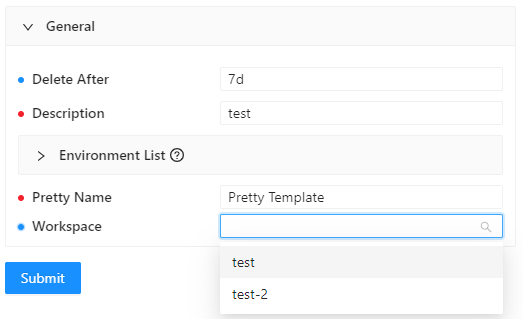 General
Delete After 7d
Description test
Environment List ?
Pretty Name Pretty Template
Workspace
test
test-2
Submit